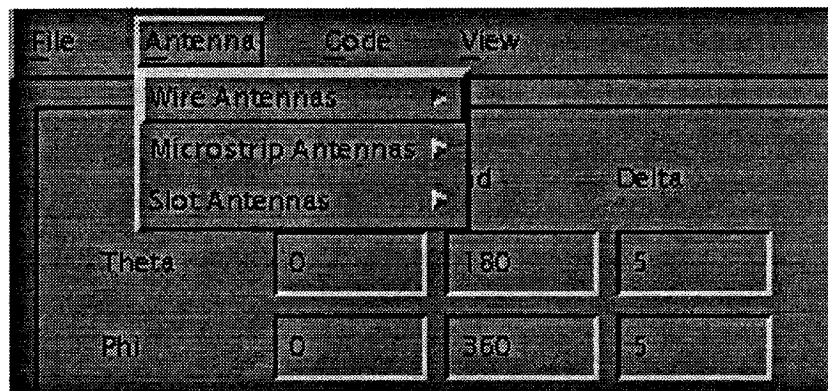 File Antenna Code View
Wire Antennas
Microstrip Antennas
Delta
Slot Antennas
Theta 0 180 5
Phi 0 360 5